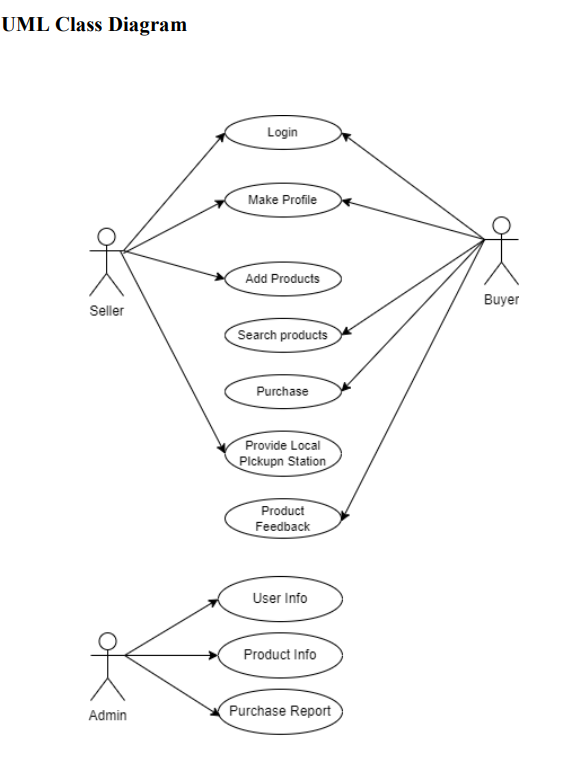 UML Class Diagram
Login
Make Profile
Add Products
Seller
Buyer
Search products
Purchase
Provide Local
PIckupn Station
Product
Feedback
User Info
Product Info
Admin
Purchase Report